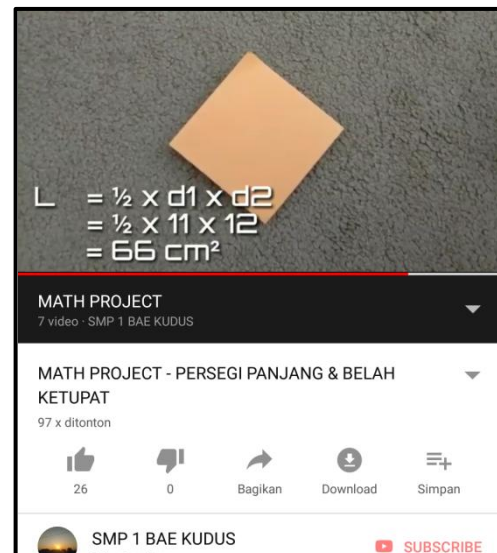 L = ½ x d1 x d2
= ½ x 11 x 12
= 66 cm²
MATH PROJECT
7 video · SMP 1 BAE KUDUS
MATH PROJECT - PERSEGI PANJANG & BELAH
KETUPAT
97 x ditonton
26 0 Bagikan Download Simpan
SMP 1 BAE KUDUS
SUBSCRIBE